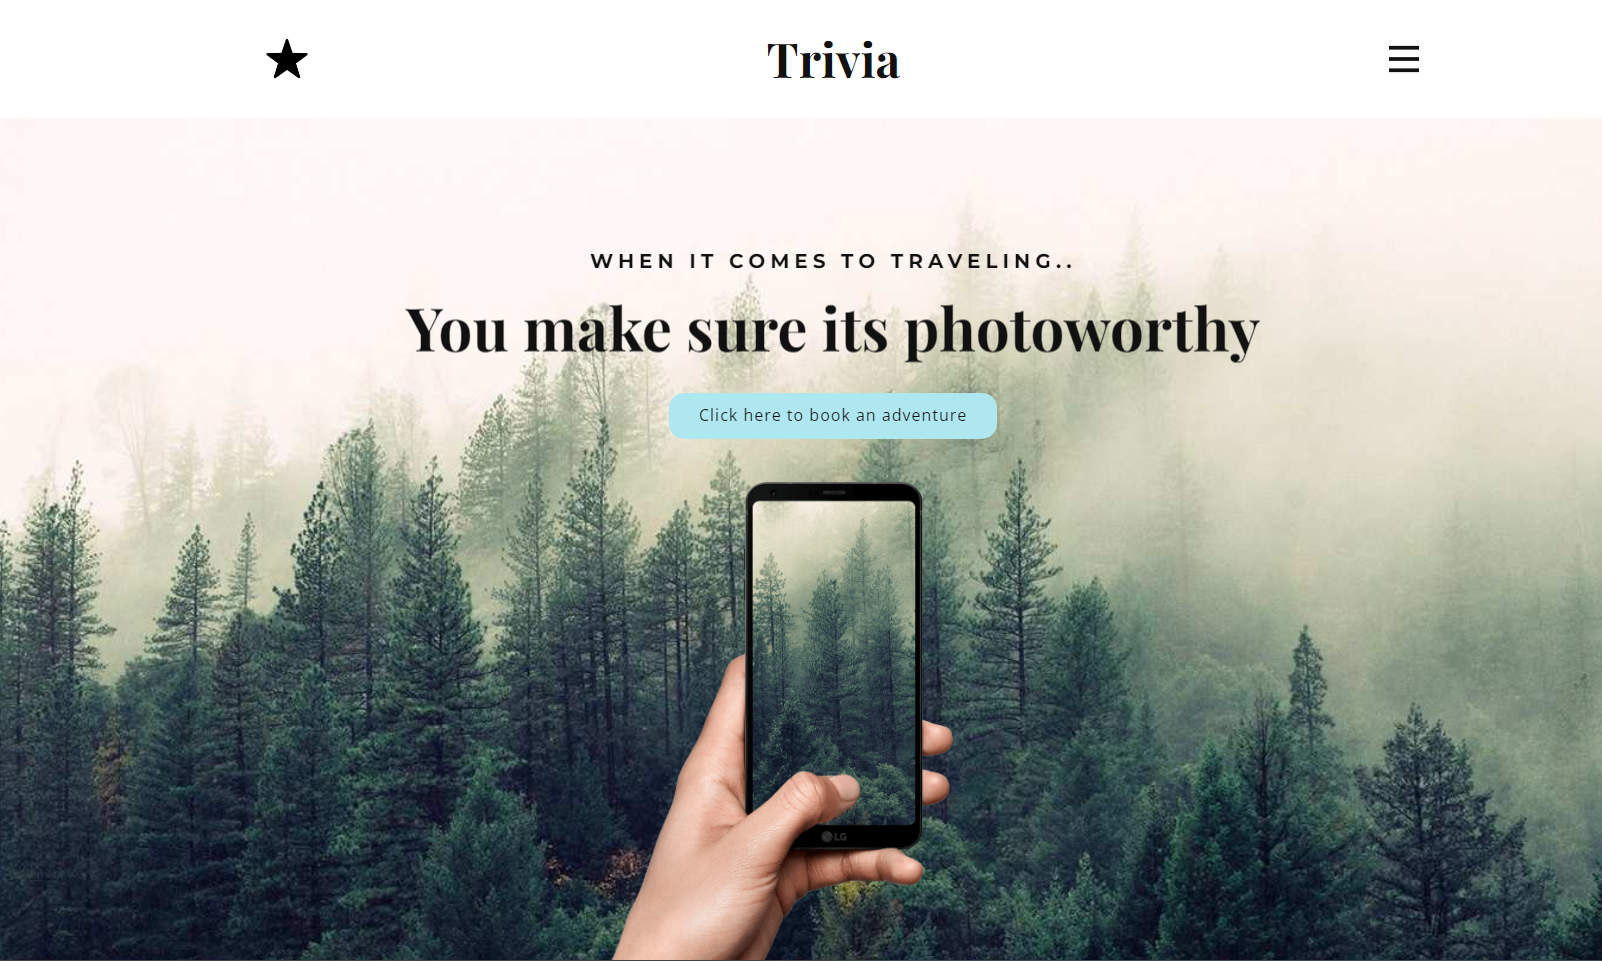 Trivia
WHEN IT COMES TO TRAVELING..
You make sure its photoworthy
Click here to book an adventure
LG